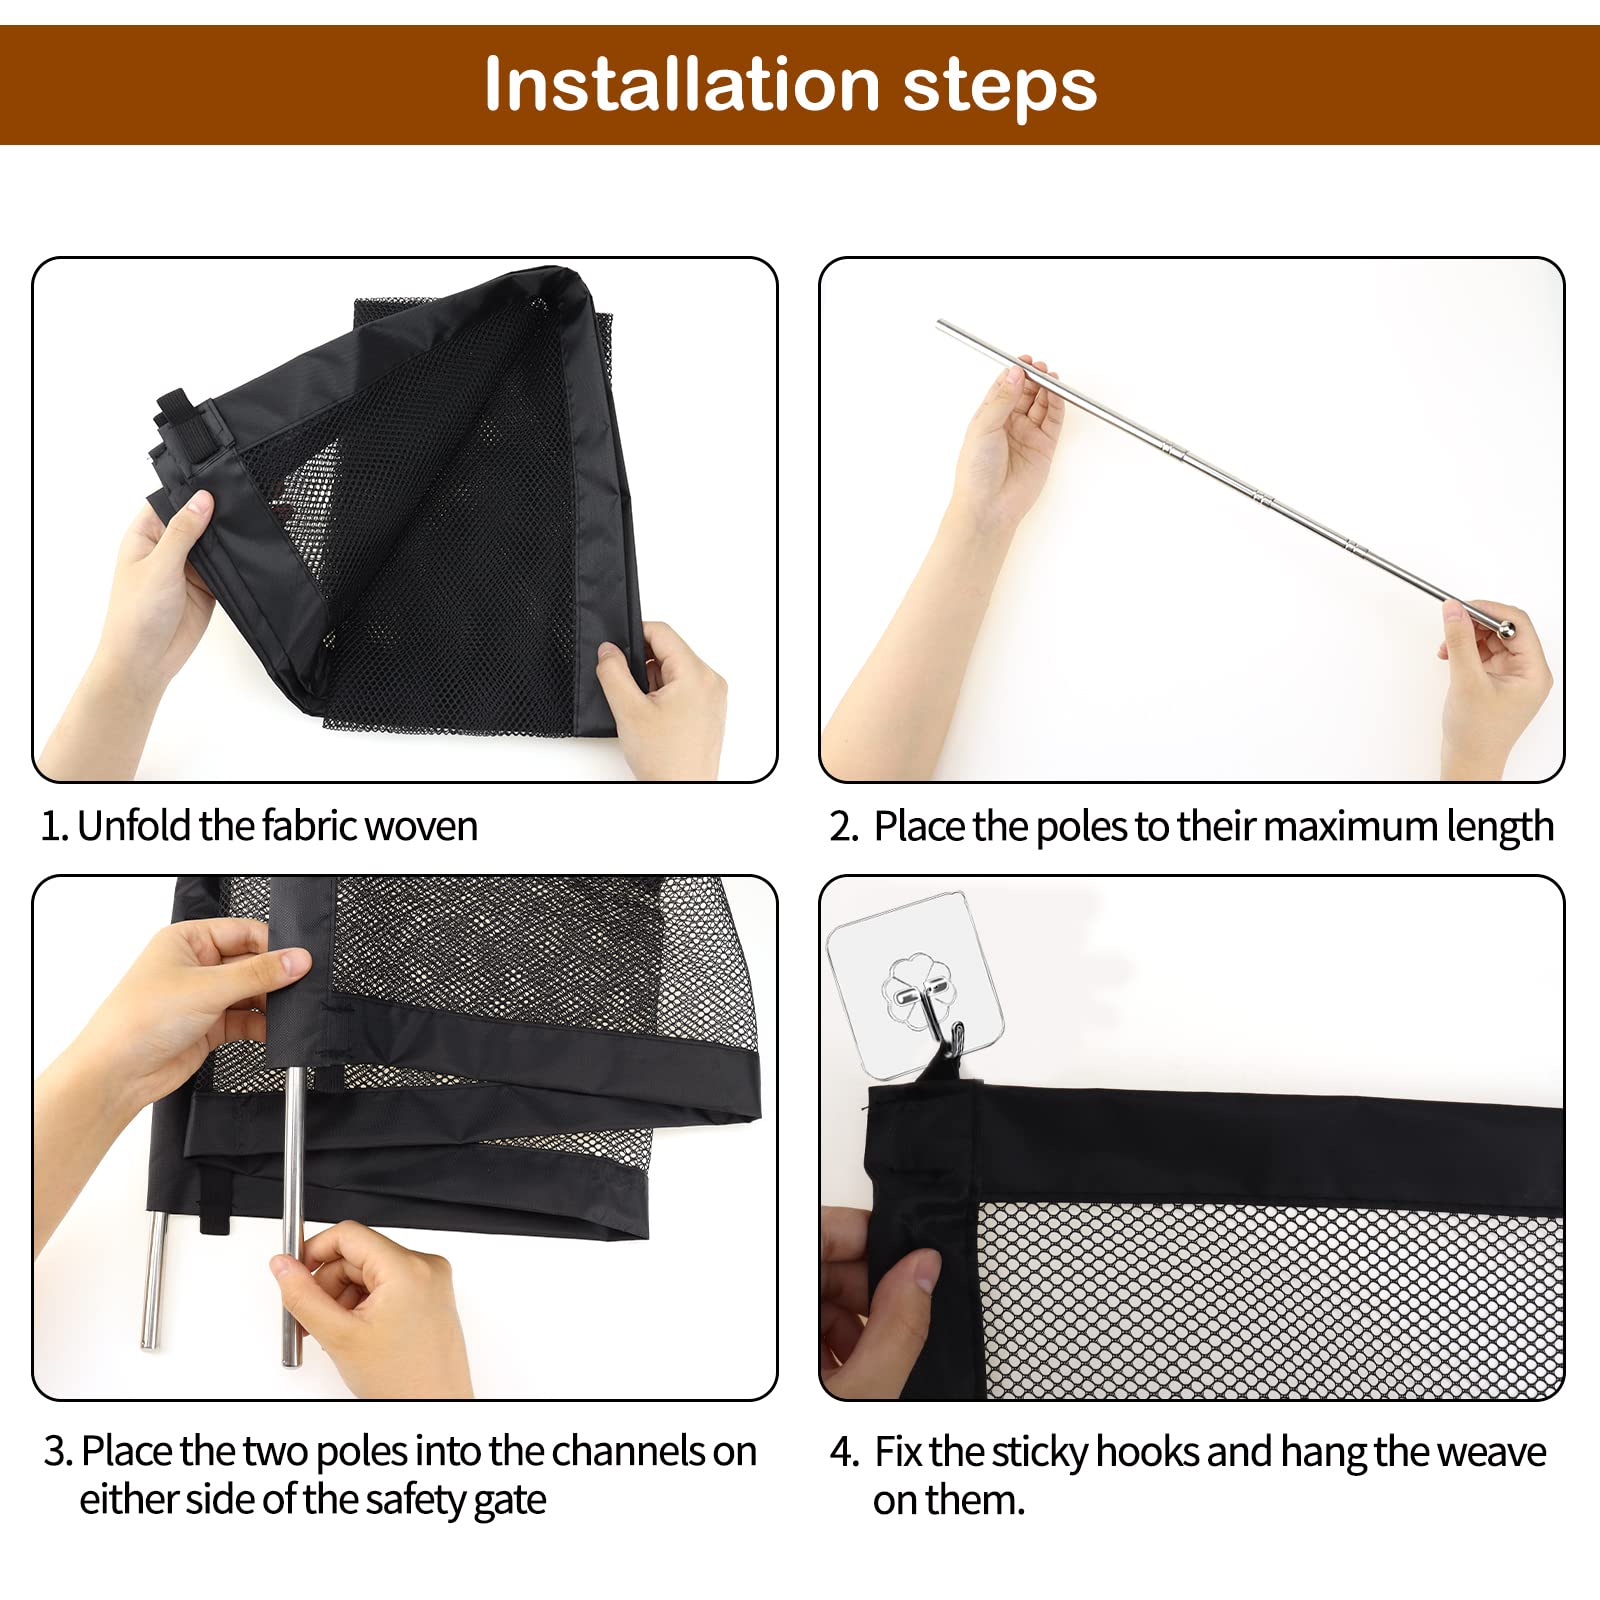 Installation steps
1. Unfold the fabric woven
2. Place the poles to their maximum length
3. Place the two poles into the channels on
either side of the safety gate
4. Fix the sticky hooks and hang the weave
on them.